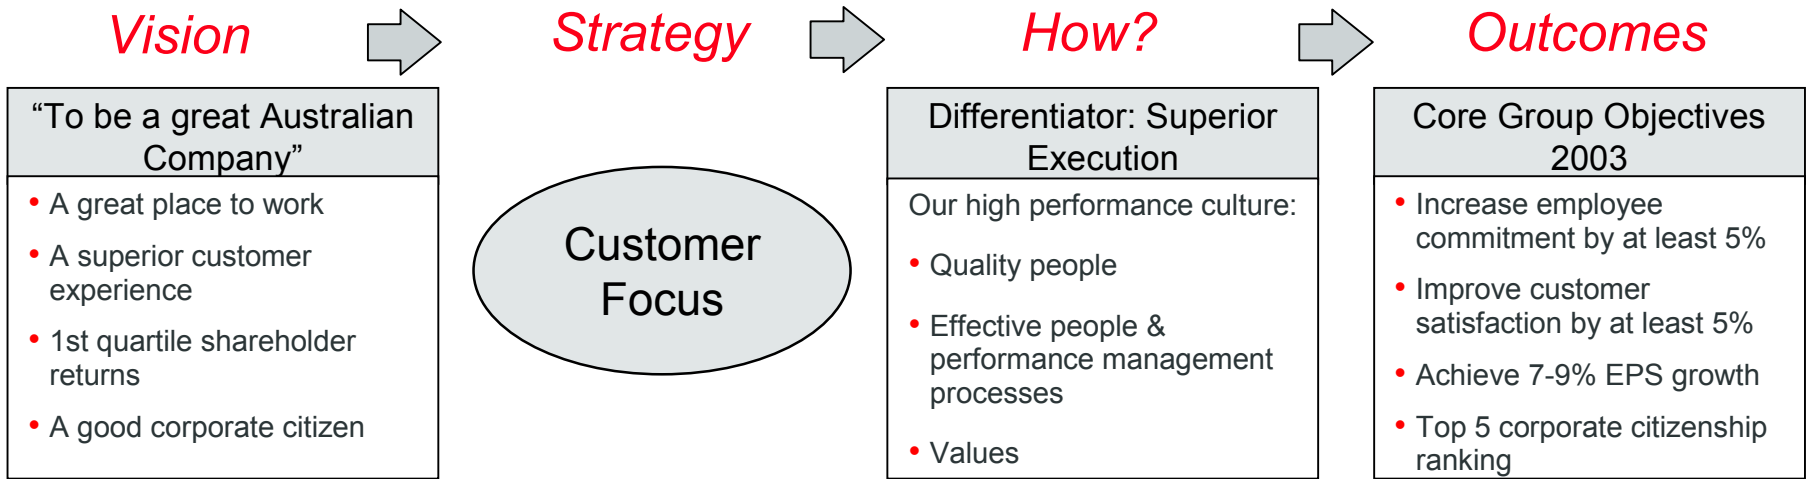 Vision
Strategy
How?
Outcomes
“To be a great Australian
Company”
• A great place to work
• A superior customer
experience
• 1st quartile shareholder
returns
• A good corporate citizen
Customer
Focus
Differentiator: Superior
Execution
Our high performance culture:
• Quality people
• Effective people &
performance management
processes
• Values
Core Group Objectives
2003
• Increase employee
commitment by at least 5%
• Improve customer
satisfaction by at least 5%
• Achieve 7-9% EPS growth
• Top 5 corporate citizenship
ranking